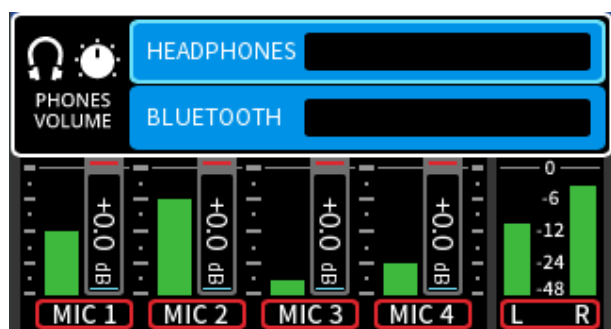 HEADPHONES
PHONES
VOLUME
BLUETOOTH
+0.0 dB
+0.0 dB
+0.0 dB
+0.0 dB
0
-6
-12
-24
-48
MIC 1
MIC 2
MIC 3
MIC 4
L
R